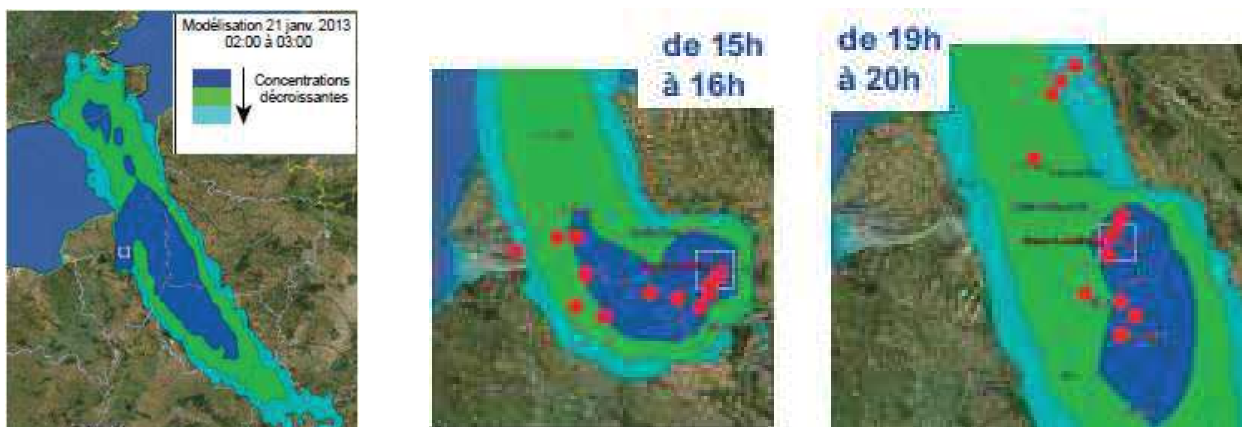 Modélisation 21 janv. 2013
02:00 à 03:00
Concentrations
décroissantes
de 15h
à 16h
de 19h
à 20h